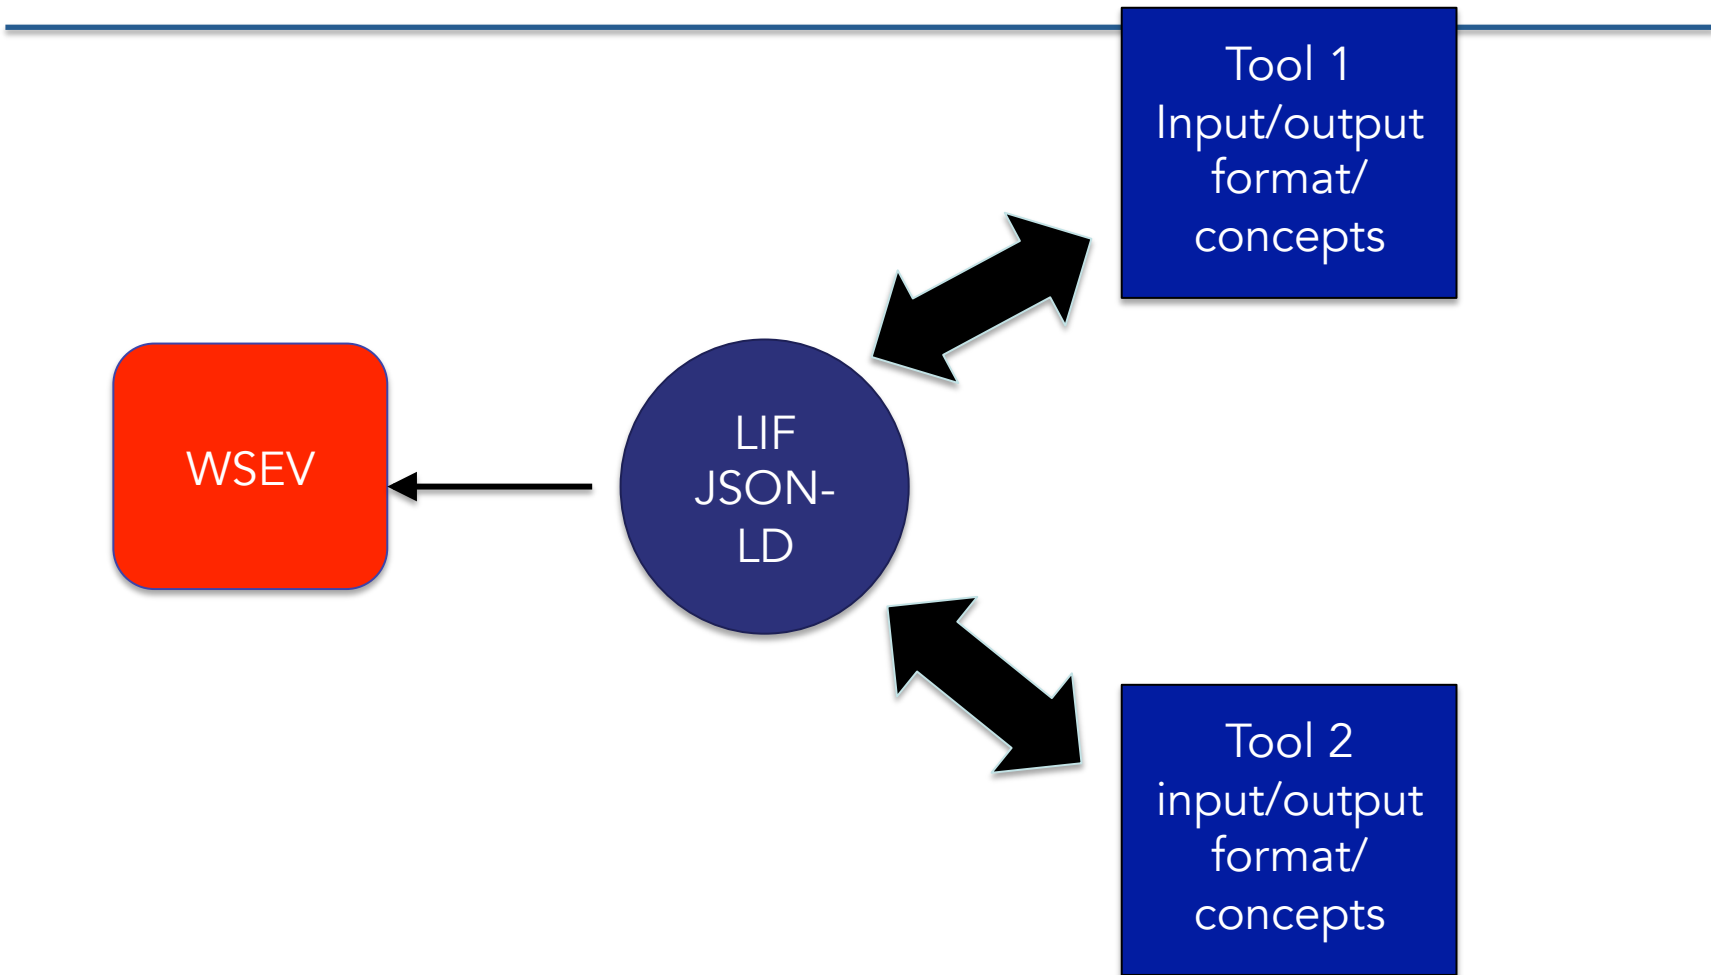 Tool 1
Input/output
format/
concepts
WSEV
LIF
JSON-
LD
Tool 2
input/output
format/
concepts